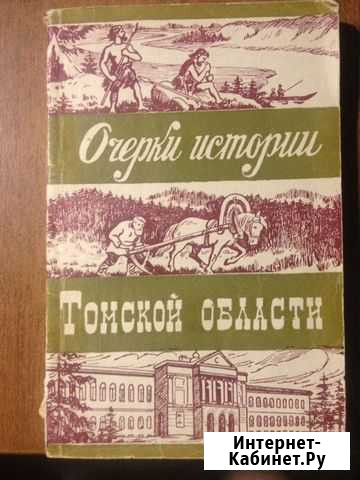 Очерки истории
Томской области
Интернет-
Кабинет.Ру